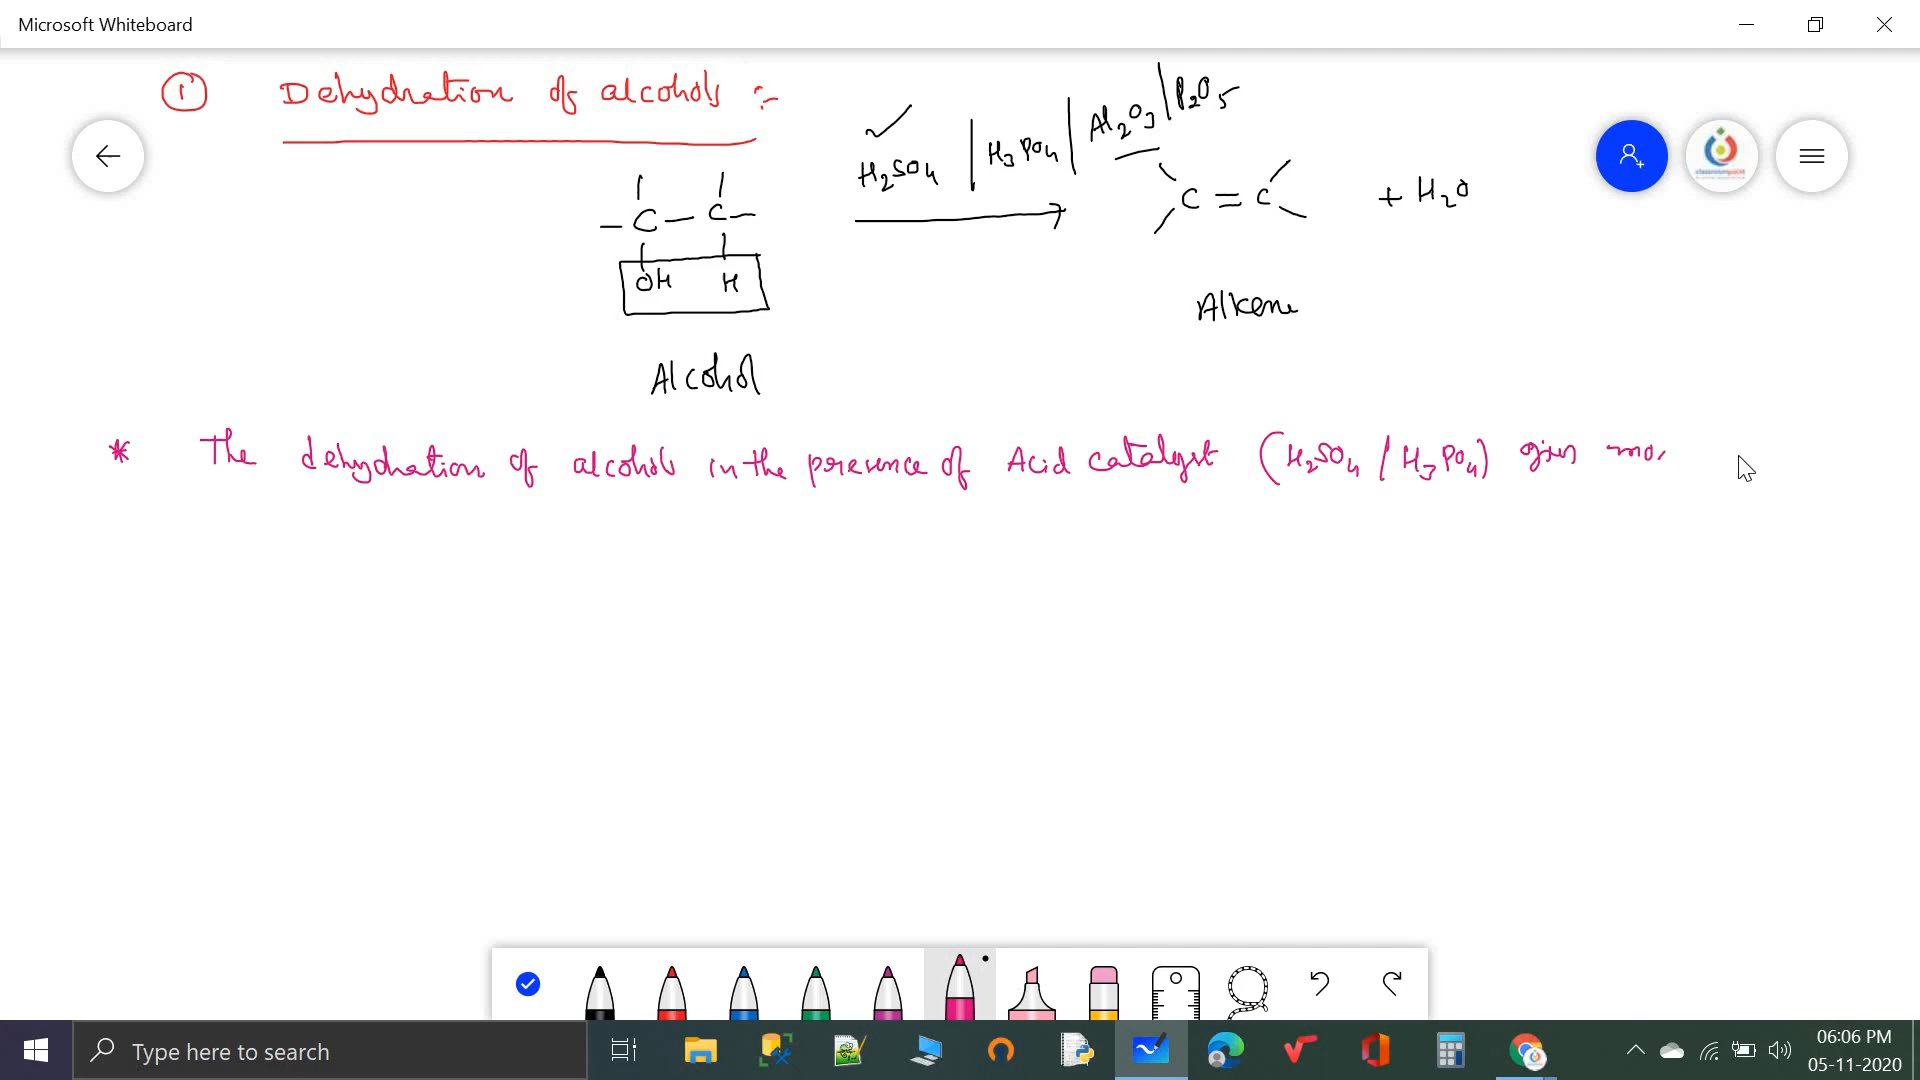 Microsoft Whiteboard
① Dehydration of alcohols :-
H2SO4 | H3PO4 | Al2O3 | P2O5
– C – C –
C = C + H2O
OH H
Alkene
Alcohol
* The dehydration of alcohols in the presence of Acid catalyst (H2SO4 / H3PO4) gives
Type here to search
06:06 PM
05-11-2020